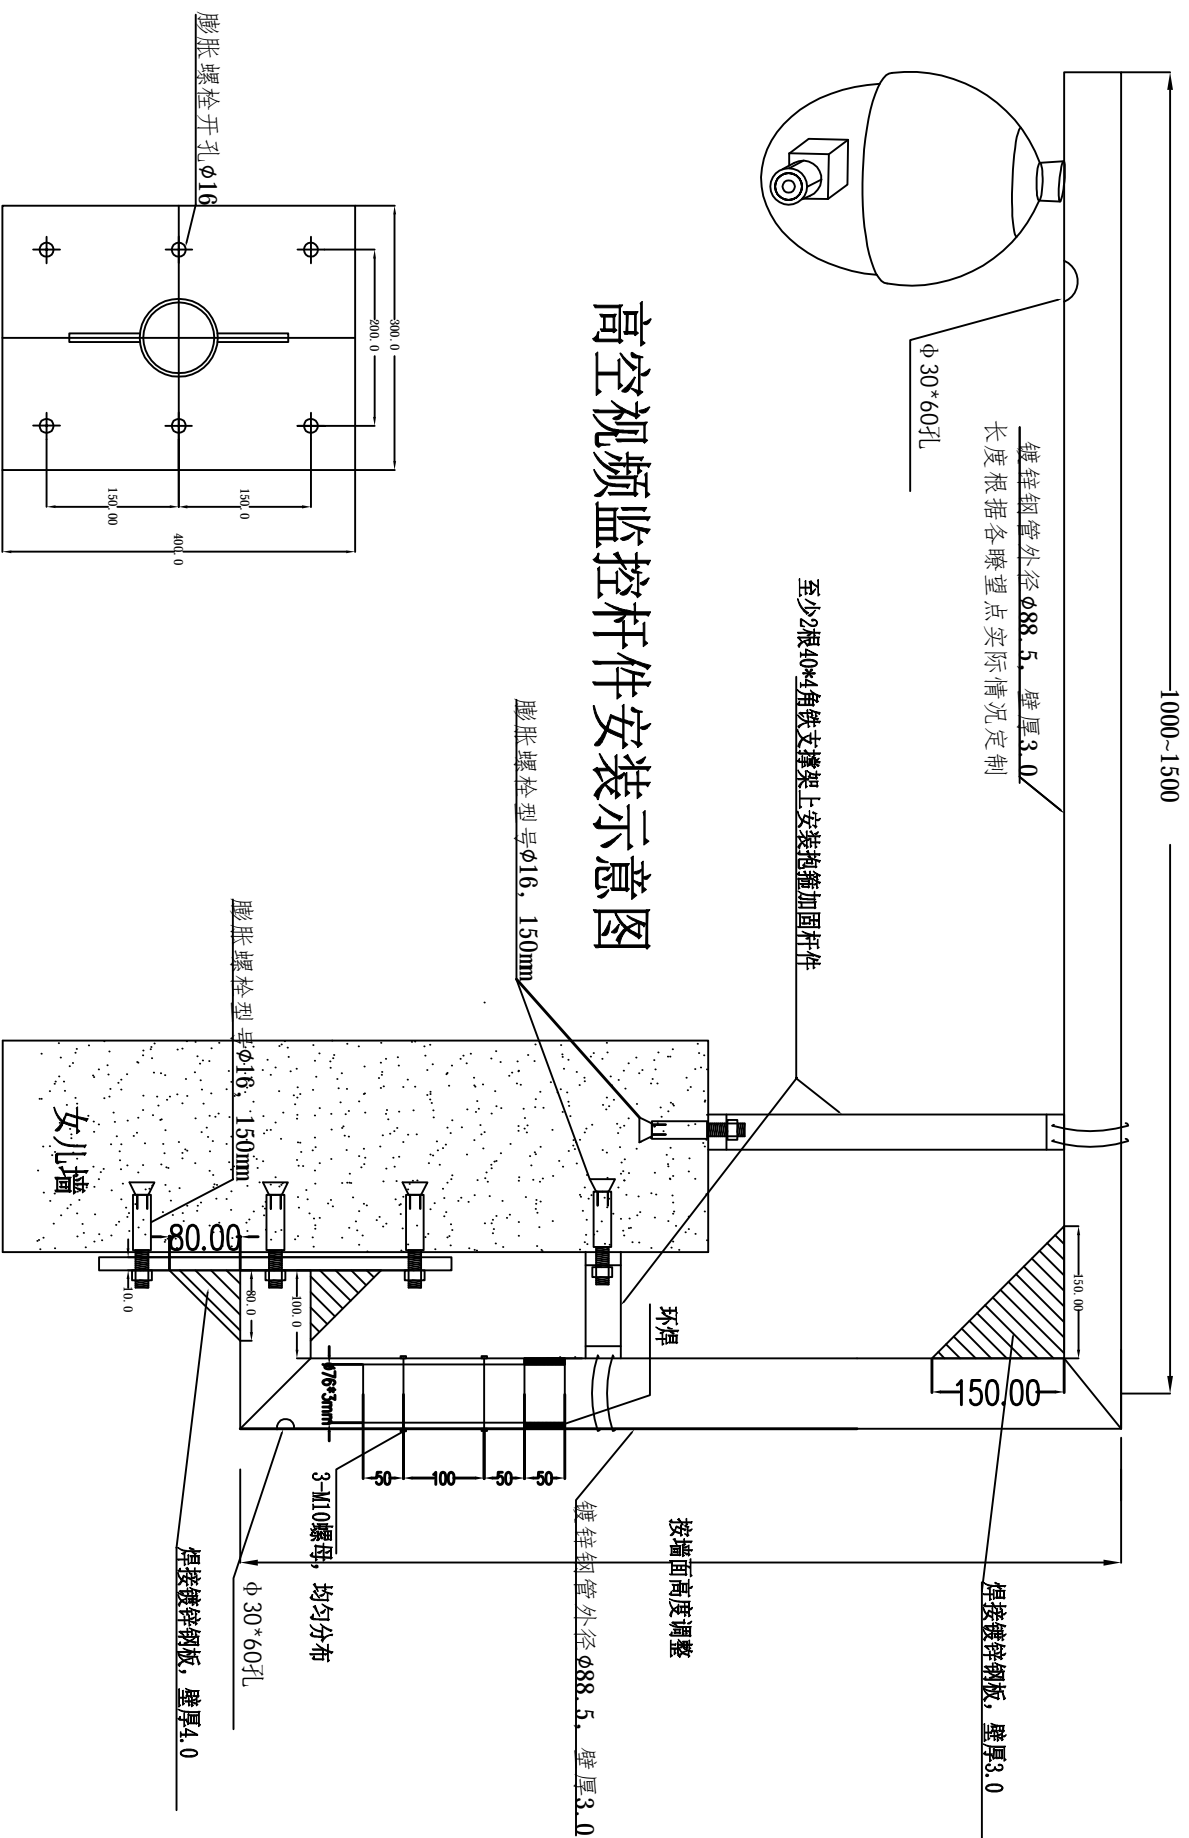 1000~1500
镀锌钢管外径φ88.5, 壁厚3.0
长度根据各瞭望点实际情况定制
φ30*60孔
至少2根40*4角铁支撑架上安装抱箍加固杆件
高空视频监控杆件安装示意图
膨胀螺栓型号φ16, 150mm
膨胀螺栓型号φ16, 150mm
女儿墙
膨胀螺栓开孔φ16
300.0
200.0
150.0
150.00
400.0
150.00
150.00
焊接镀锌钢板, 壁厚3.0
按墙面高度调整
环焊
镀锌钢管外径φ88.5, 壁厚3.0
50
100
50
50
φ76*3mm
3-M10螺母, 均匀分布
100.0
80.0
80.00
10.0
φ30*60孔
焊接镀锌钢板, 壁厚4.0